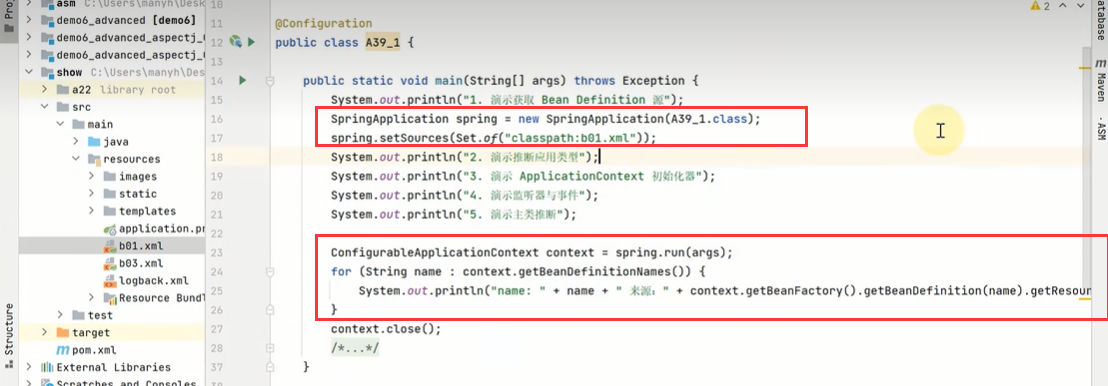 asm C:\Users\manyh\Desk
demo6_advanced [demo6]
demo6_advanced_aspectj_
demo6_advanced_aspectj_
show C:\Users\manyh\Des
a22 library root
src
main
java
resources
images
static
templates
application.pr
b01.xml
b03.xml
logback.xml
Resource Bundl
test
target
pom.xml
External Libraries
Scratches and Consoles
Structure
10
11 @Configuration
12 public class A39_1 {
13
14 public static void main(String[] args) throws Exception {
15 System.out.println("1. 演示获取 Bean Definition 源");
16 SpringApplication spring = new SpringApplication(A39_1.class);
17 spring.setSources(Set.of("classpath:b01.xml"));
18 System.out.println("2. 演示推断应用类型");
19 System.out.println("3. 演示 ApplicationContext 初始化器");
20 System.out.println("4. 演示监听器与事件");
21 System.out.println("5. 演示主类推断");
22
23 ConfigurableApplicationContext context = spring.run(args);
24 for (String name : context.getBeanDefinitionNames()) {
25 System.out.println("name: " + name + " 来源：" + context.getBeanFactory().getBeanDefinition(name).getResour
26 }
27 context.close();
28 /*...*/
37 }
38
2
atabase
Maven
ASM